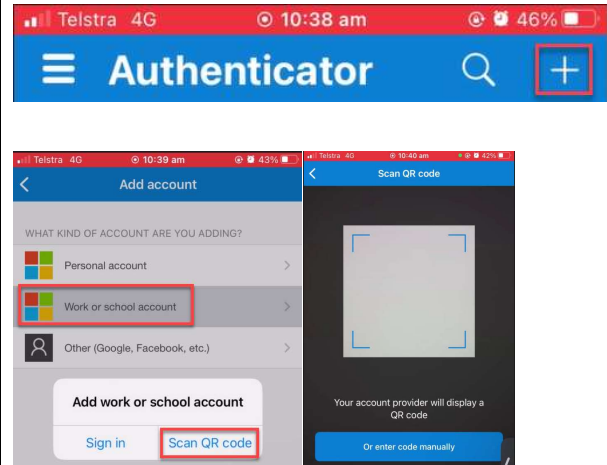 Telstra 4G 10:38 am 46%
Authenticator
Telstra 4G 10:39 am 43%
Add account
WHAT KIND OF ACCOUNT ARE YOU ADDING?
Personal account
Work or school account
Other (Google, Facebook, etc.)
Add work or school account
Sign in Scan QR code
Telstra 4G 10:40 am 42%
Scan QR code
Your account provider will display a
QR code
Or enter code manually